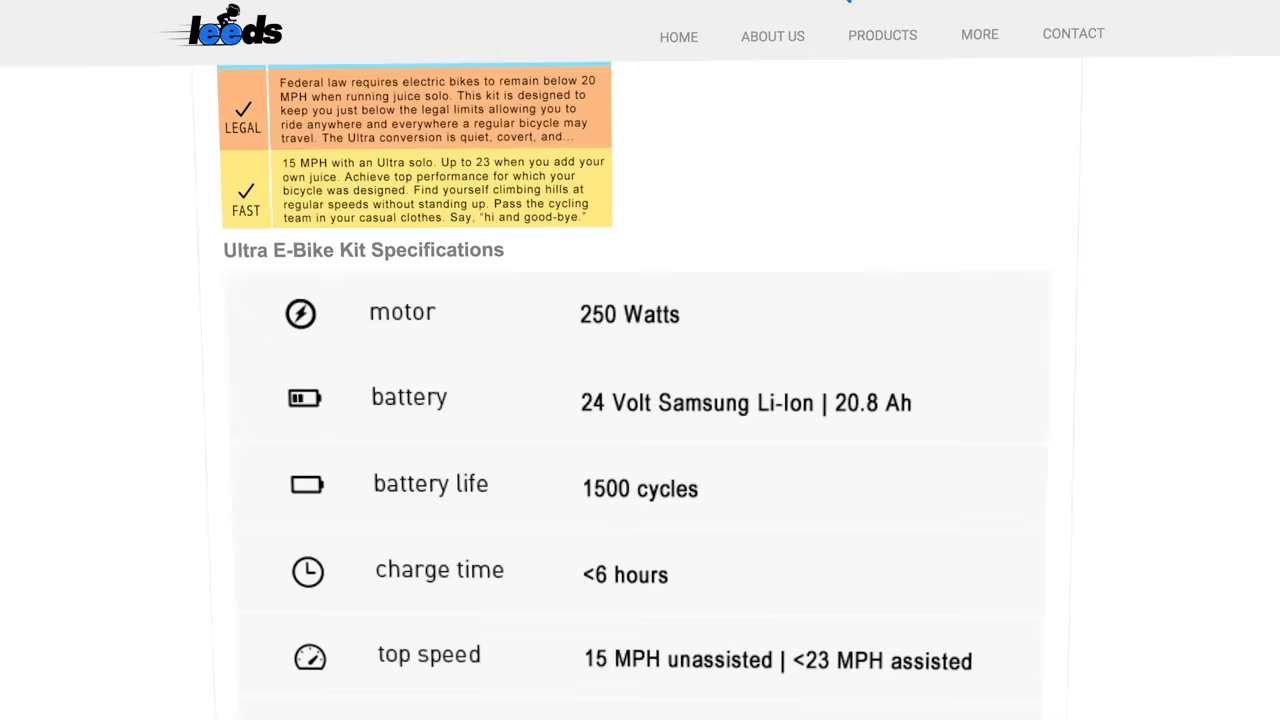 leeds
HOME ABOUT US PRODUCTS MORE CONTACT
LEGAL
Federal law requires electric bikes to remain below 20
MPH when running juice solo. This kit is designed to
keep you just below the legal limits allowing you to
ride anywhere and everywhere a regular bicycle may
travel. The Ultra conversion is quiet, covert, and...
FAST
15 MPH with an Ultra solo. Up to 23 when you add your
own juice. Achieve top performance for which your
bicycle was designed. Find yourself climbing hills at
regular speeds without standing up. Pass the cycling
team in your casual clothes. Say, “hi and good-bye.”
Ultra E-Bike Kit Specifications
motor 250 Watts
battery 24 Volt Samsung Li-Ion | 20.8 Ah
battery life 1500 cycles
charge time <6 hours
top speed 15 MPH unassisted | <23 MPH assisted